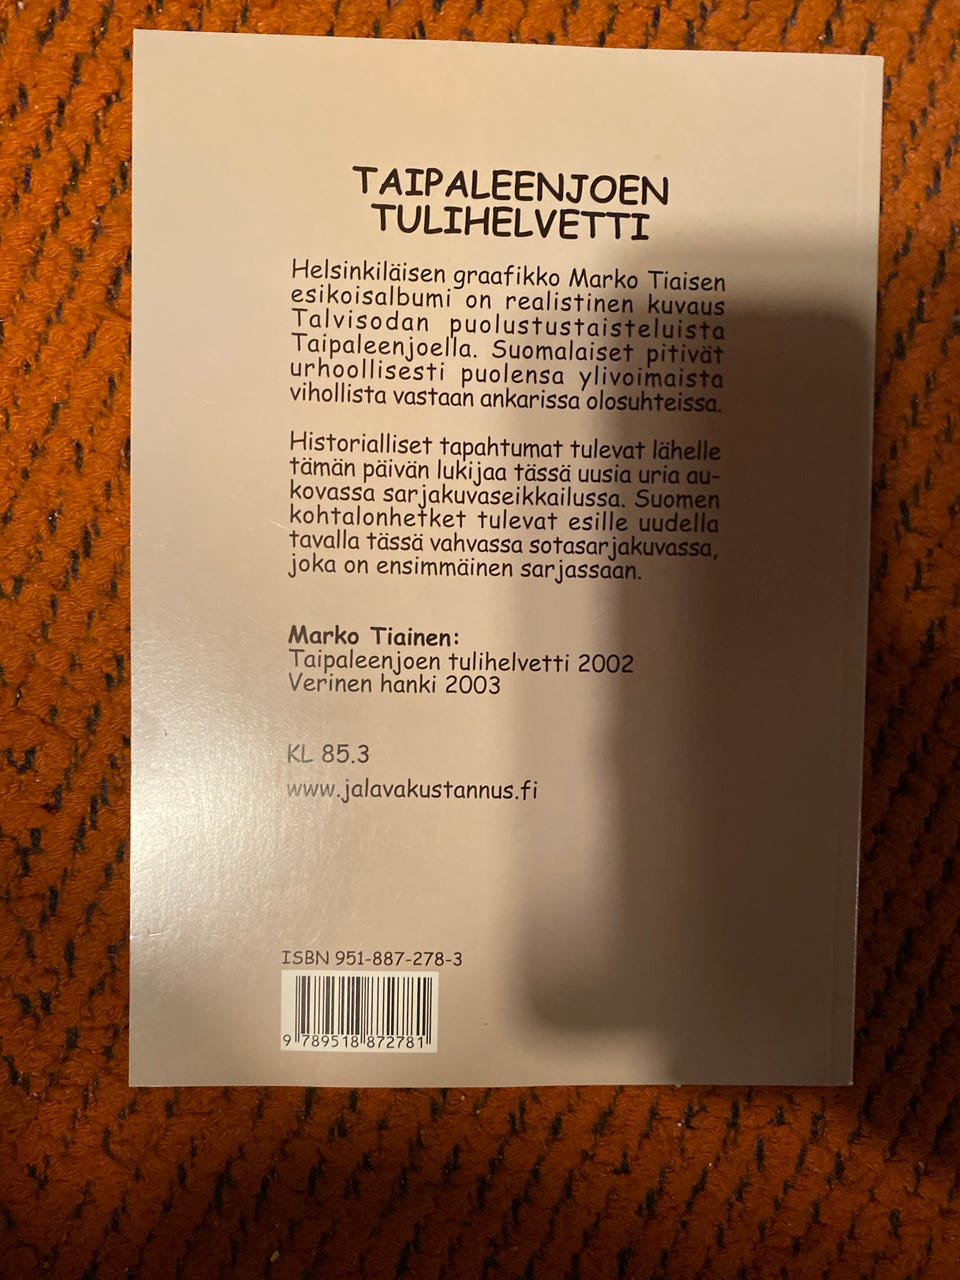 TAIPALEENJOEN
TULIHELVETTI
Helsinkiläisen graafikko Marko Tiaisen
esikoisalbumi on realistinen kuvaus
Talvisodan puolustustaisteluista
Taipaleenjoella. Suomalaiset pitivät
urhoollisesti puolensa ylivoimaista
vihollista vastaan ankarissa olosuhteissa.
Historialliset tapahtumat tulevat lähelle
tämän päivän lukijaa tässä uusia uria au-
kovassa sarjakuvaseikkailussa. Suomen
kohtalonhetket tulevat esille uudella
tavalla tässä vahvassa sotasarjakuvassa,
joka on ensimmäinen sarjassaan.
Marko Tiainen:
Taipaleenjoen tulihelvetti 2002
Verinen hanki 2003
KL 85.3
www.jalavakustannus.fi
ISBN 951-887-278-3
9 789518 872781